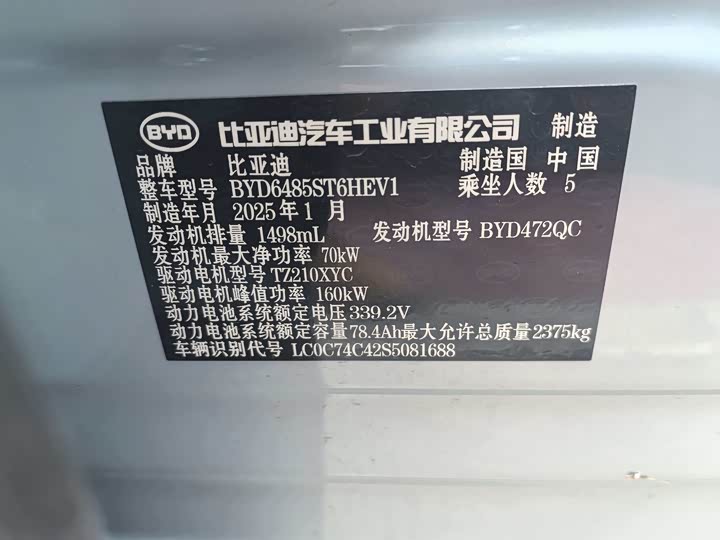 BYD 比亚迪汽车工业有限公司 制造
品牌 比亚迪 制造国 中国
整车型号 BYD6485ST6HEV1 乘坐人数 5
制造年月 2025年1月
发动机排量 1498mL 发动机型号 BYD472QC
发动机最大净功率 70kW
驱动电机型号 TZ210XYC
驱动电机峰值功率 160kW
动力电池系统额定电压 339.2V
动力电池系统额定容量 78.4Ah 最大允许总质量 2375kg
车辆识别代号 LC0C74C42S5081688